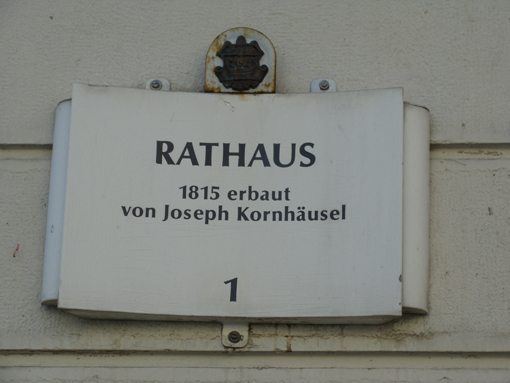 RATHAUS
1815 erbaut
von Joseph Kornhäusel
1